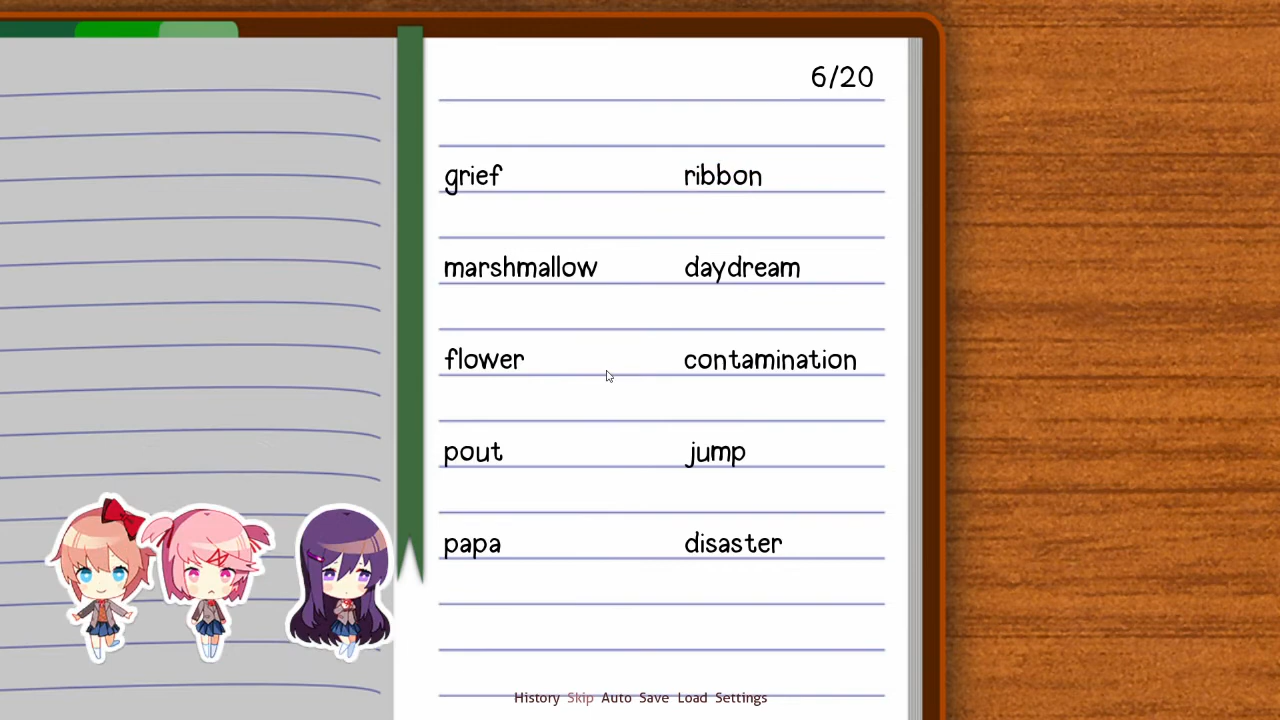 6/20
grief ribbon
marshmallow daydream
flower contamination
pout jump
papa disaster
History Skip Auto Save Load Settings